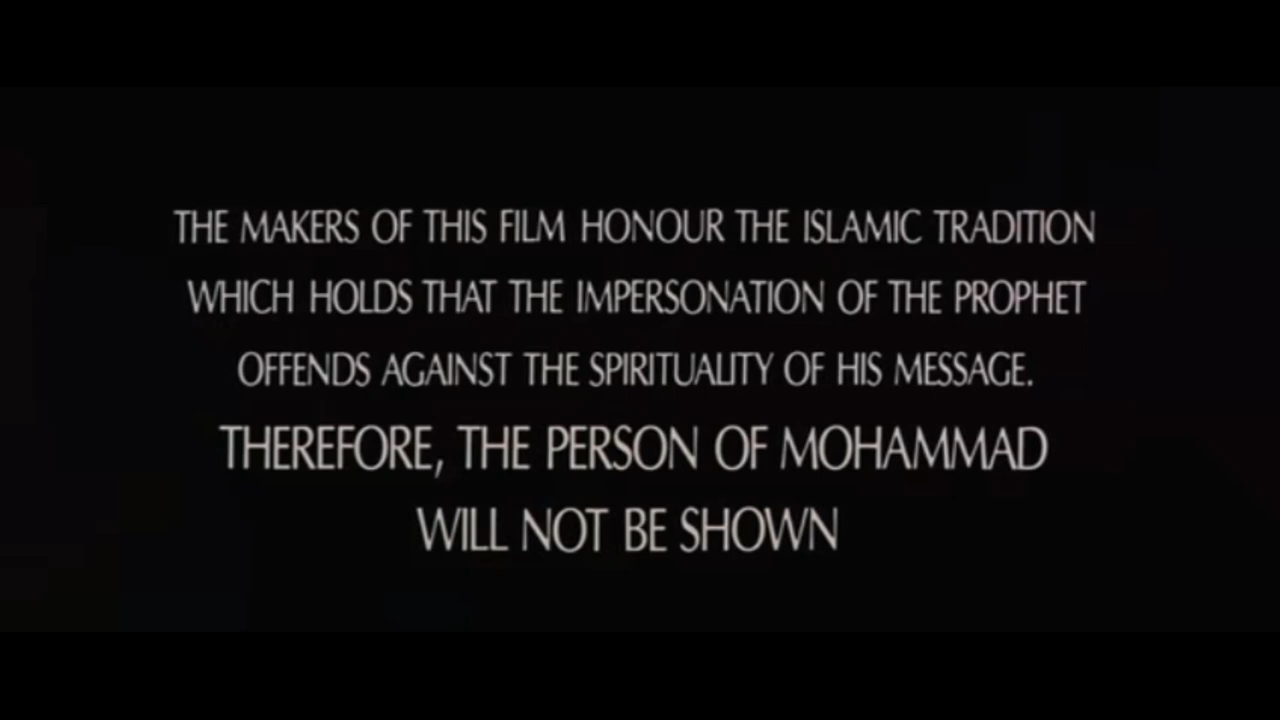 THE MAKERS OF THIS FILM HONOUR THE ISLAMIC TRADITION
WHICH HOLDS THAT THE IMPERSONATION OF THE PROPHET
OFFENDS AGAINST THE SPIRITUALITY OF HIS MESSAGE.
THEREFORE, THE PERSON OF MOHAMMAD
WILL NOT BE SHOWN